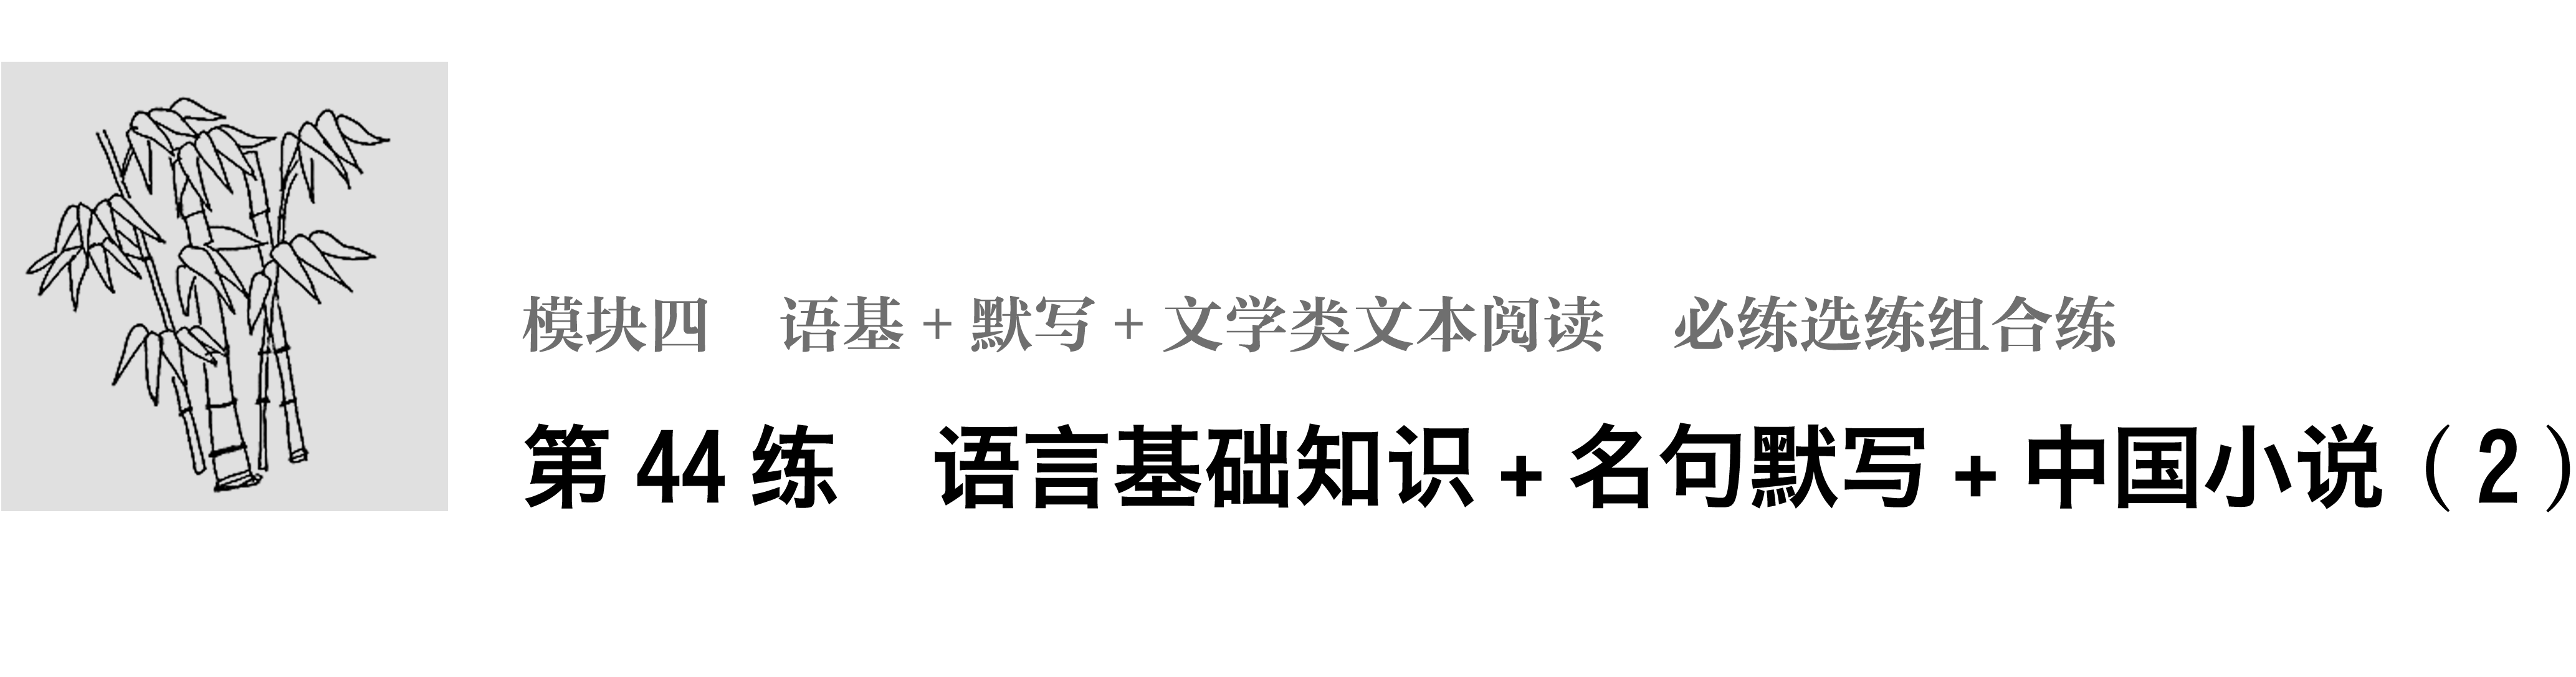 模块四　语基+默写+文学类文本阅读　必练选练组合练
第44练　语言基础知识+名句默写+中国小说（2）